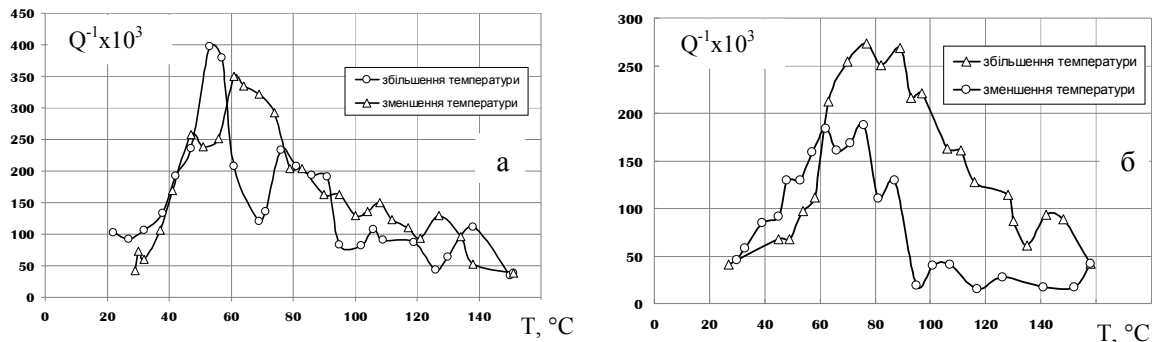 450
400
350
300
250
200
150
100
50
0
Q⁻¹x10³
збільшення температури
зменшення температури
а
0 20 40 60 80 100 120 140
T, °C
300
250
200
150
100
50
0
Q⁻¹x10³
збільшення температури
зменшення температури
б
0 20 40 60 80 100 120 140
T, °C